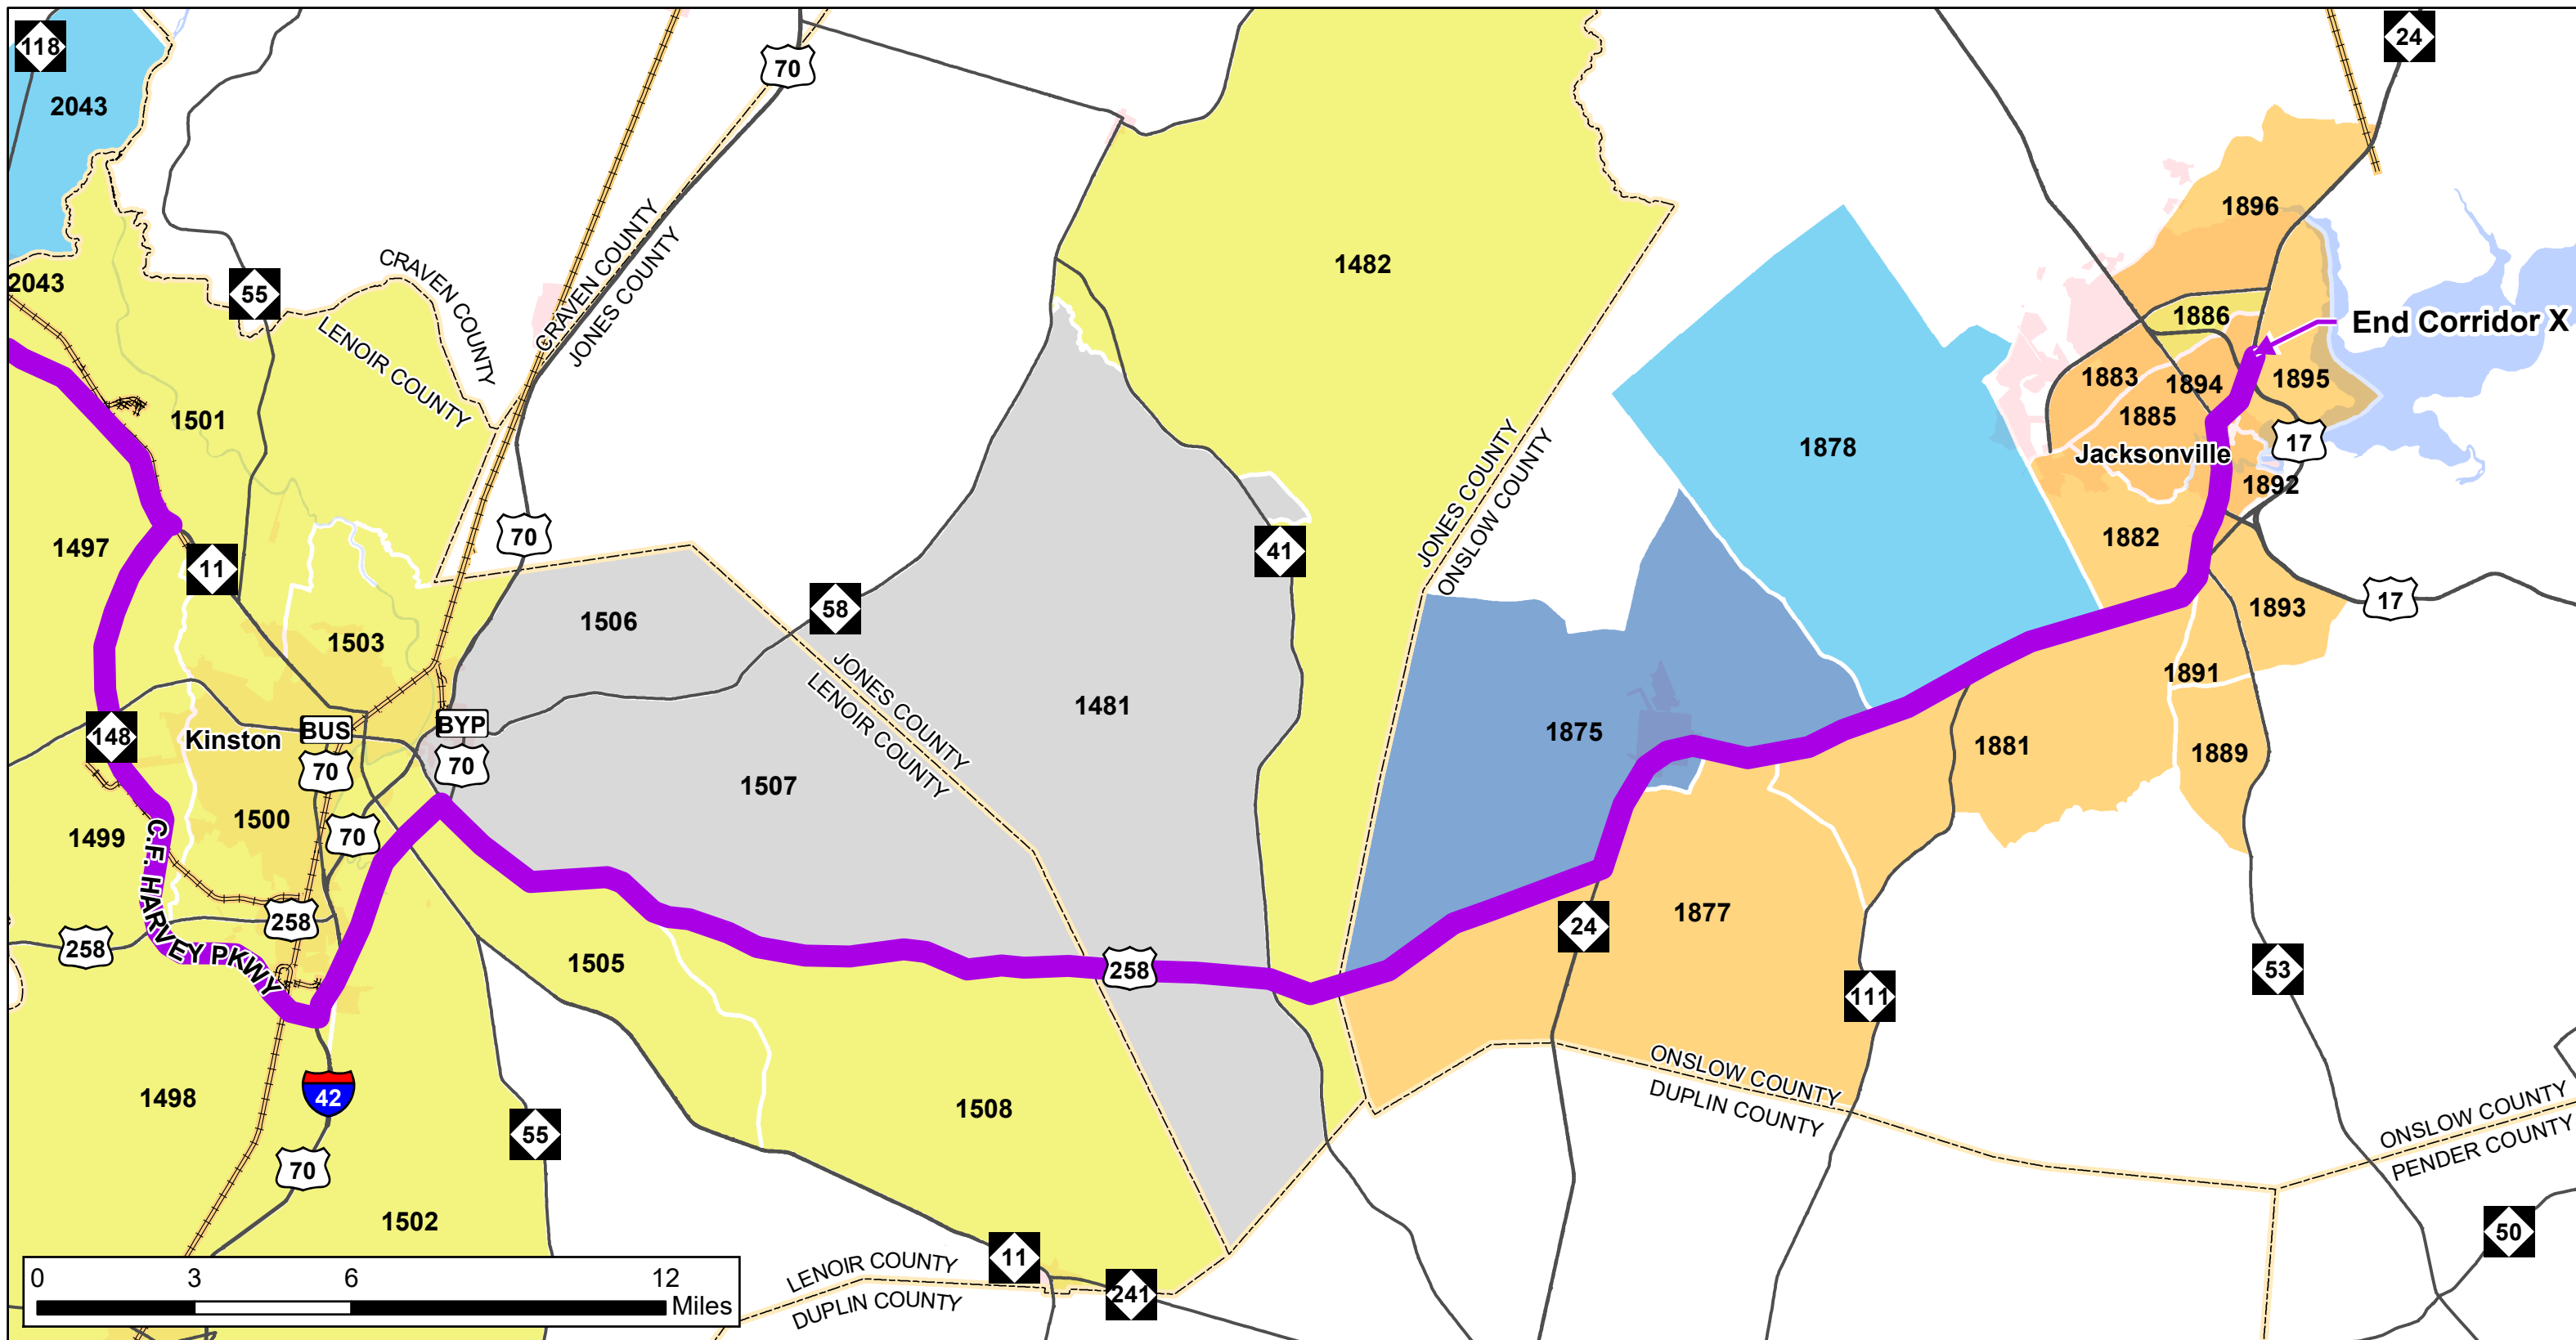 118
70
24
2043
1896
CRAVEN COUNTY
JONES COUNTY
CRAVEN COUNTY
LENOIR COUNTY
1482
2043
55
1886
End Corridor X
1883
1894
1895
1501
1885
1878
17
Jacksonville
JONES COUNTY
ONSLOW COUNTY
1892
70
1497
11
41
1882
58
1506
17
1893
1503
JONES COUNTY
LENOIR COUNTY
1891
1481
148
Kinston
BUS
70
BYP
70
1875
1881
1889
1507
1499
1500
70
C.F. HARVEY PKWY
258
258
1877
24
1505
258
53
111
1498
42
1508
ONSLOW COUNTY
DUPLIN COUNTY
55
ONSLOW COUNTY
PENDER COUNTY
70
1502
50
11
LENOIR COUNTY
DUPLIN COUNTY
241
0 3 6 12
Miles